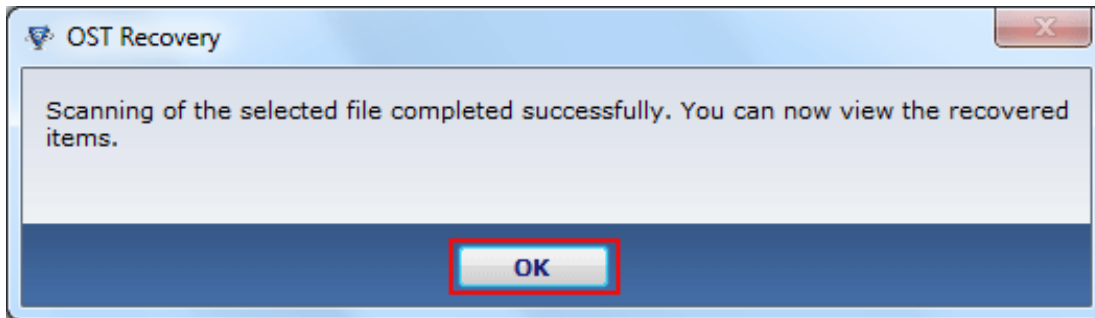 OST Recovery
Scanning of the selected file completed successfully. You can now view the recovered
items.
OK